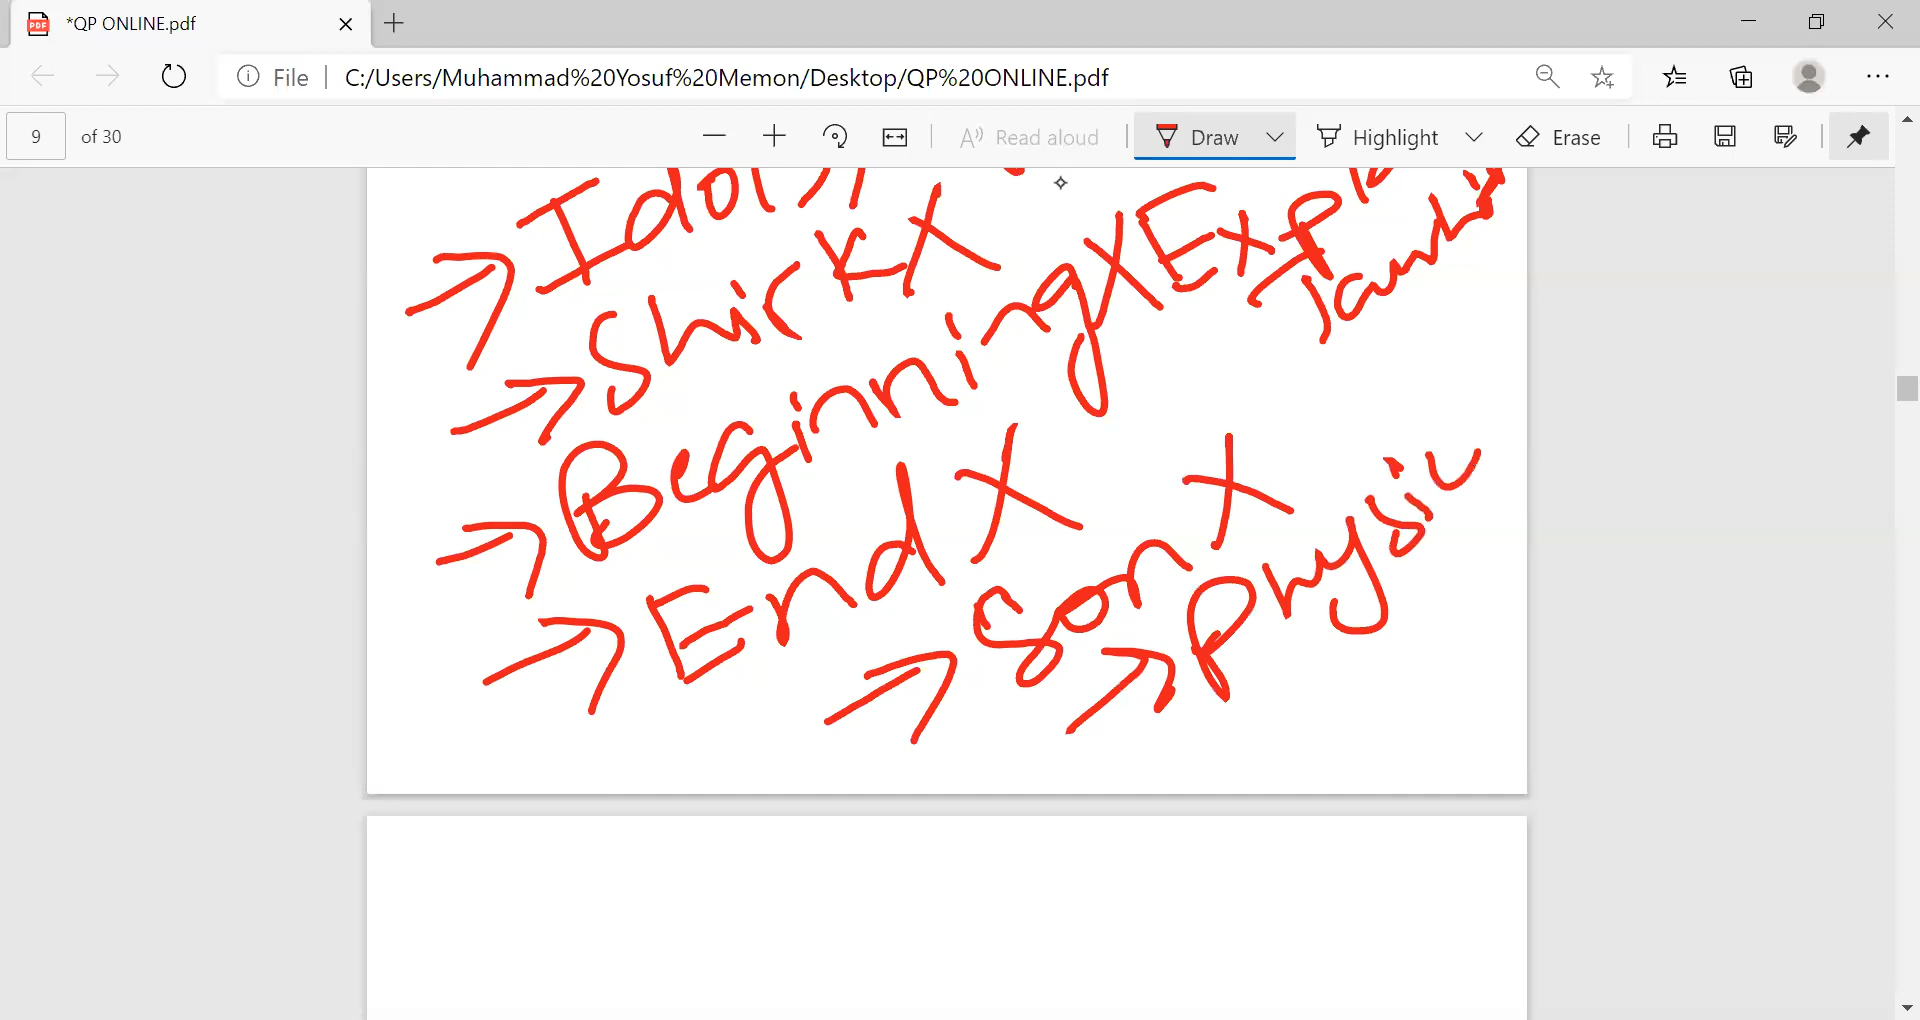 *QP ONLINE.pdf
File | C:/Users/Muhammad%20Yosuf%20Memon/Desktop/QP%20ONLINE.pdf
9 of 30
Read aloud
Draw
Highlight
Erase
→ Idols
→ Shirk X
→ Beginning X
→ End X
→ Son X
→ Physic